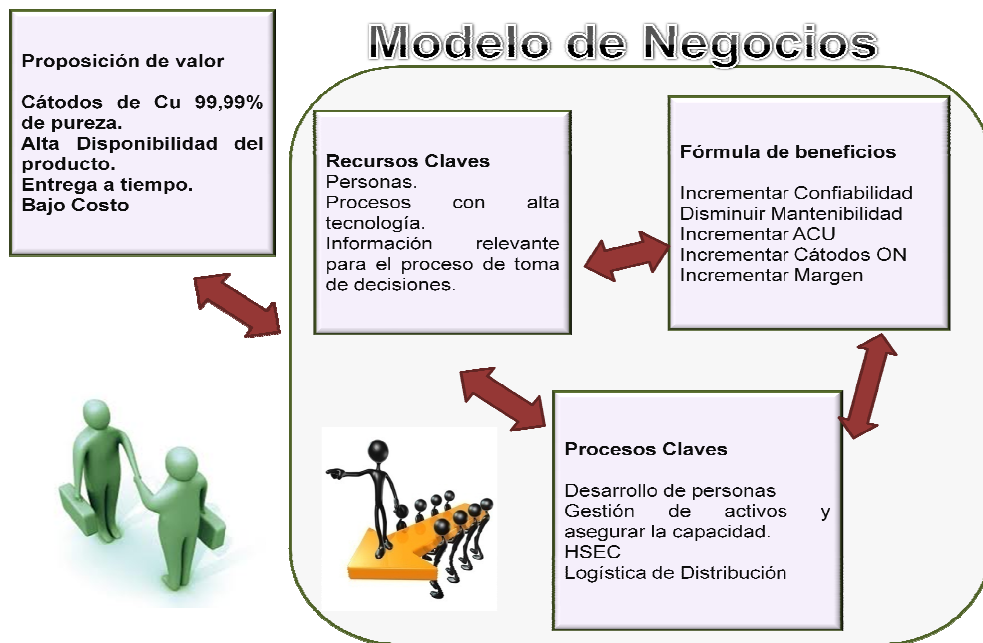 Modelo de Negocios
Proposición de valor
Cátodos de Cu 99,99%
de pureza.
Alta Disponibilidad del
producto.
Entrega a tiempo.
Bajo Costo
Recursos Claves
Personas.
Procesos con alta
tecnología.
Información relevante
para el proceso de toma
de decisiones.
Fórmula de beneficios
Incrementar Confiabilidad
Disminuir Mantenibilidad
Incrementar ACU
Incrementar Cátodos ON
Incrementar Margen
Procesos Claves
Desarrollo de personas
Gestión de activos y
asegurar la capacidad.
HSEC
Logística de Distribución